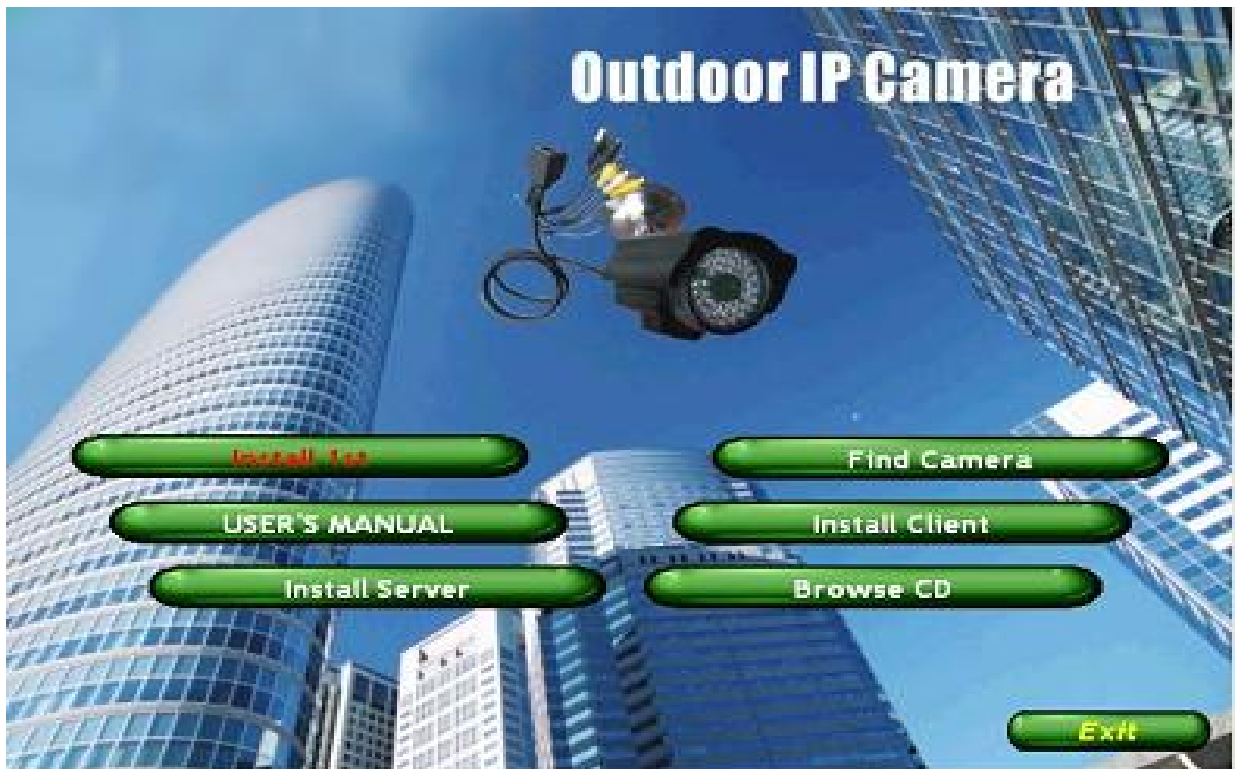 Outdoor IP Camera
Install 1st
Find Camera
USER'S MANUAL
Install Client
Install Server
Browse CD
Exit